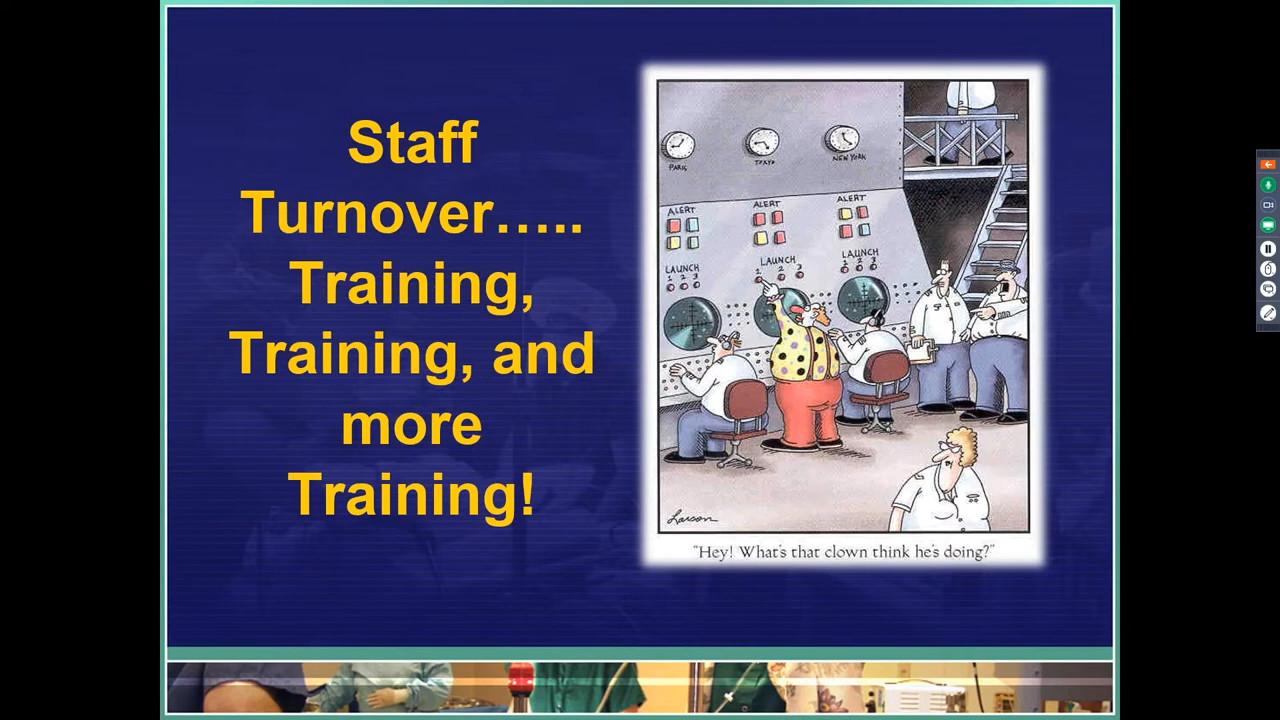 Staff
Turnover…..
Training,
Training, and
more
Training!
PARIS
TOKYO
NEW YORK
ALERT
ALERT
ALERT
LAUNCH
1 2 3
LAUNCH
1 2 3
LAUNCH
1 2 3
Larson
"Hey! What's that clown think he's doing?"